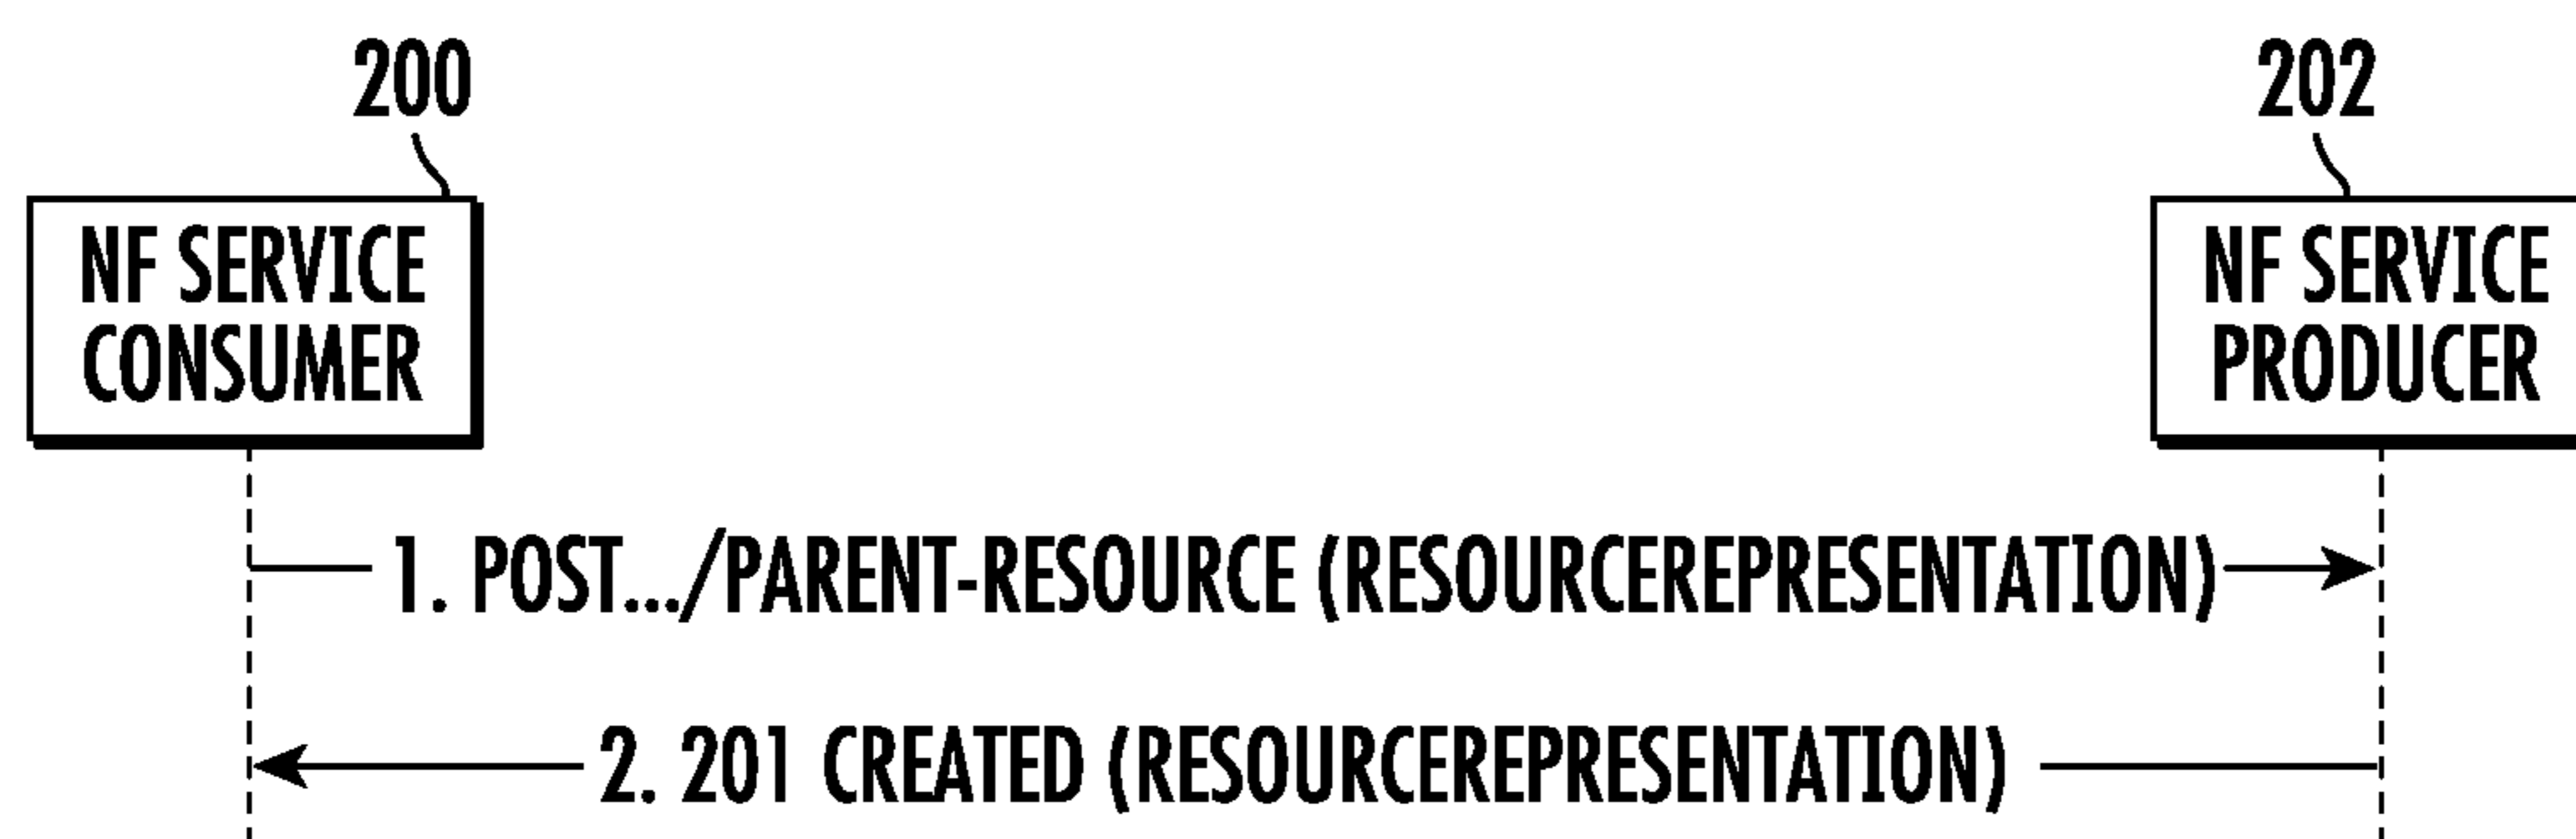 200
202
NF SERVICE
CONSUMER
NF SERVICE
PRODUCER
1. POST.../PARENT-RESOURCE (RESOURCEREPRESENTATION)
2. 201 CREATED (RESOURCEREPRESENTATION)